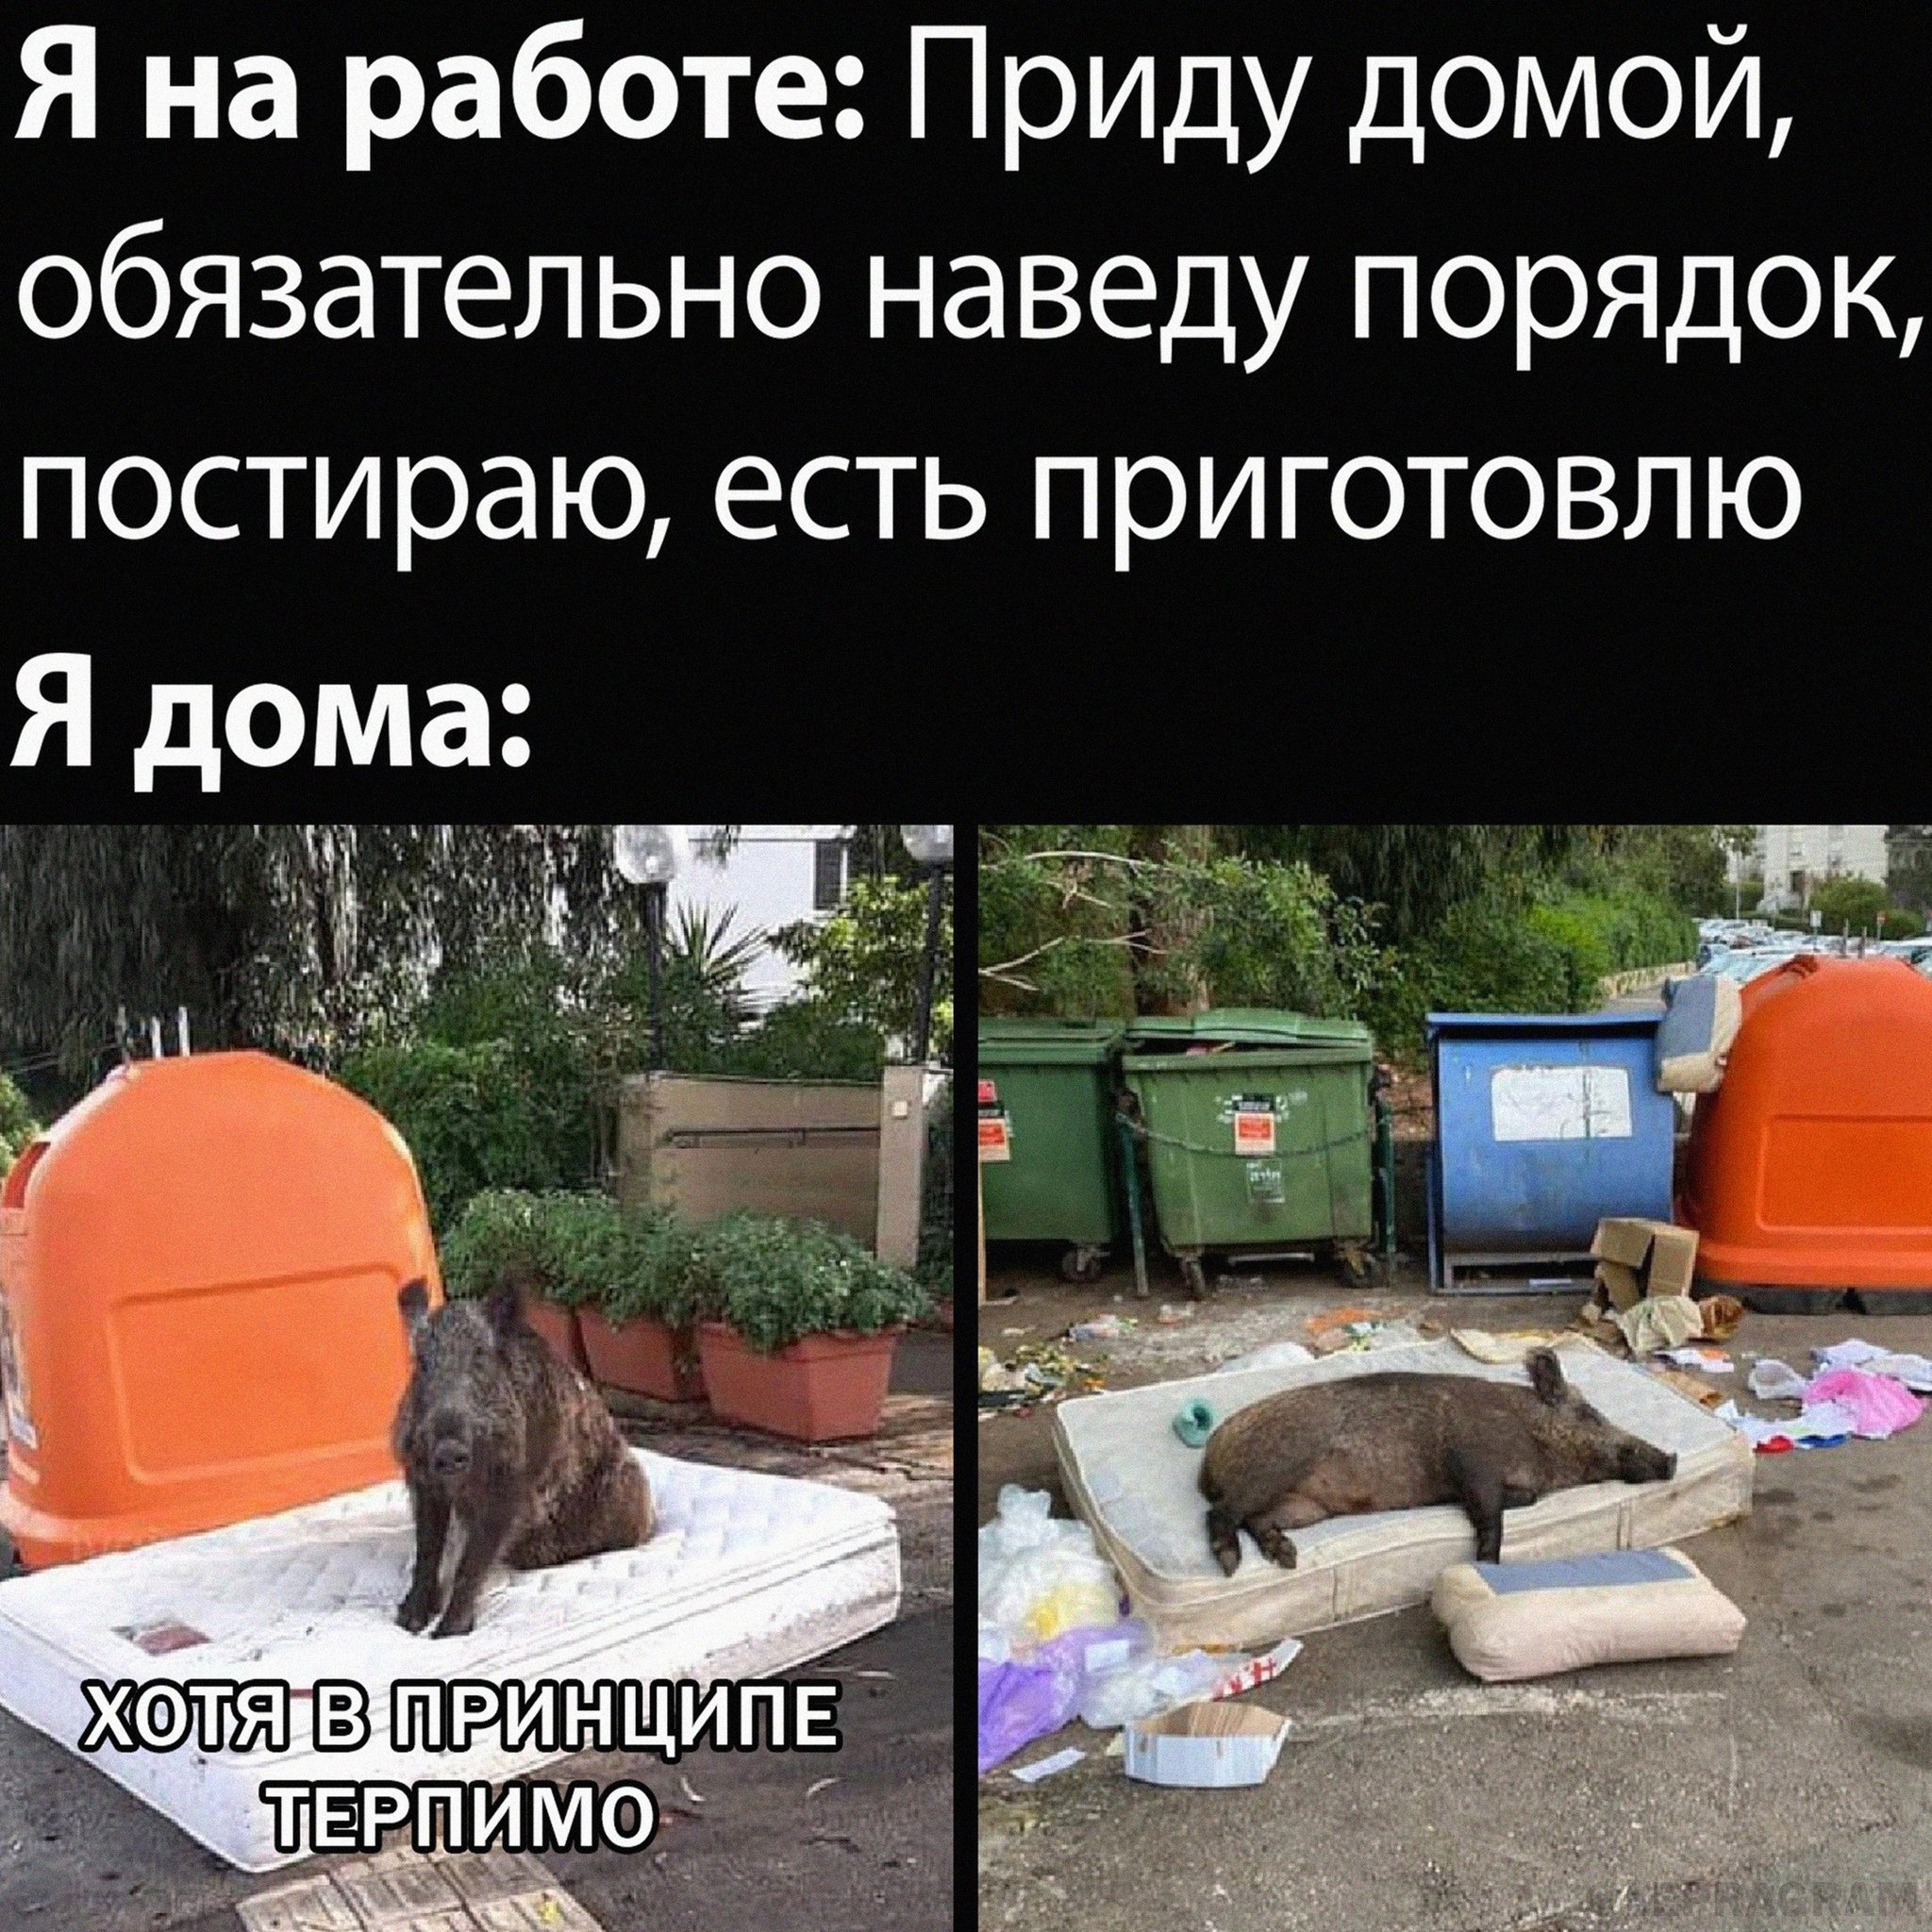 Я на работе: Приду домой,
обязательно наведу порядок,
постираю, есть приготовлю
Я дома:
ХОТЯ В ПРИНЦИПЕ
ТЕРПИМО